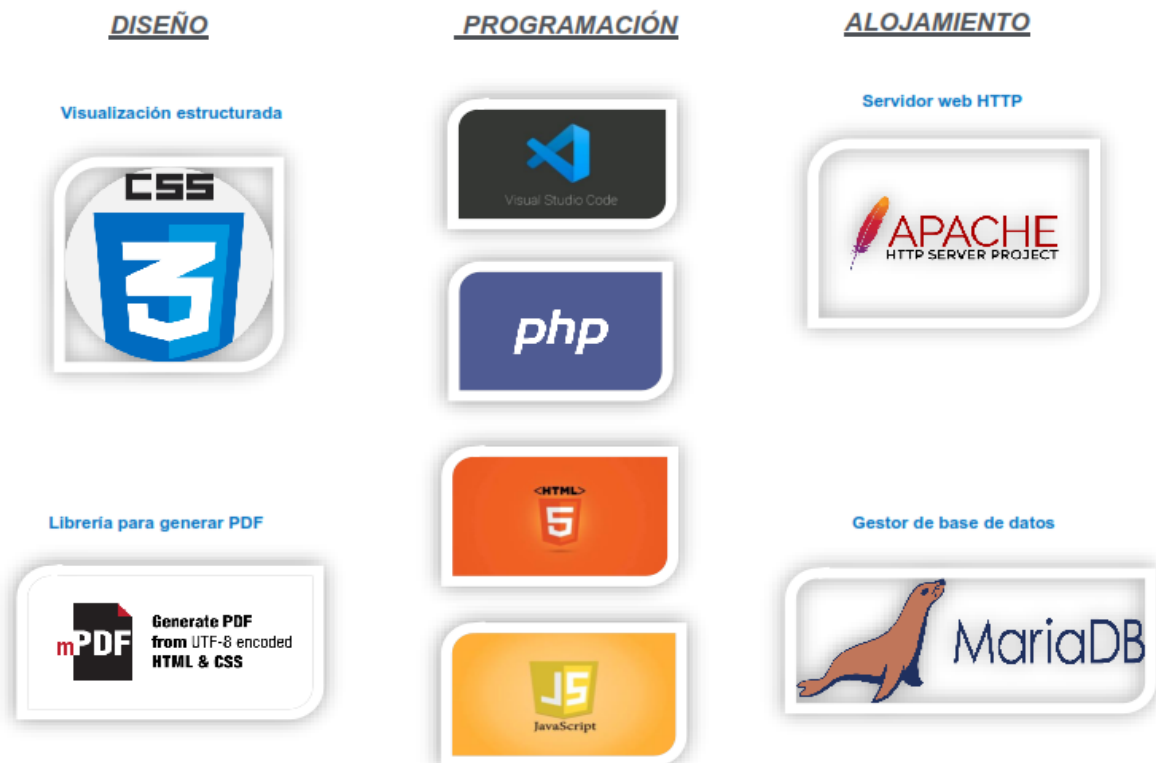 DISEÑO
PROGRAMACIÓN
ALOJAMIENTO
Visualización estructurada
CSS
3
Librería para generar PDF
mPDF
Generate PDF
from UTF-8 encoded
HTML & CSS
Visual Studio Code
php
<HTML>
5
JS
JavaScript
Servidor web HTTP
APACHE
HTTP SERVER PROJECT
Gestor de base de datos
MariaDB